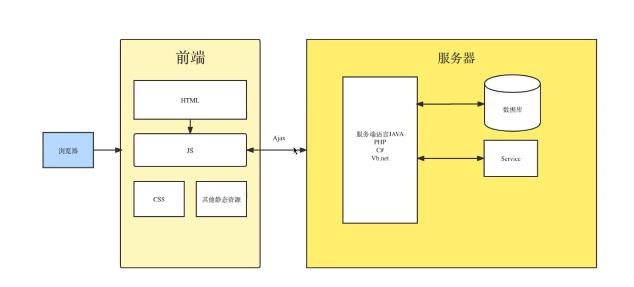 前端
服务器
HTML
JS
CSS
其他静态资源
浏览器
Ajax
服务端语言JAVA
PHP
C#
Vb.net
数据库
Service